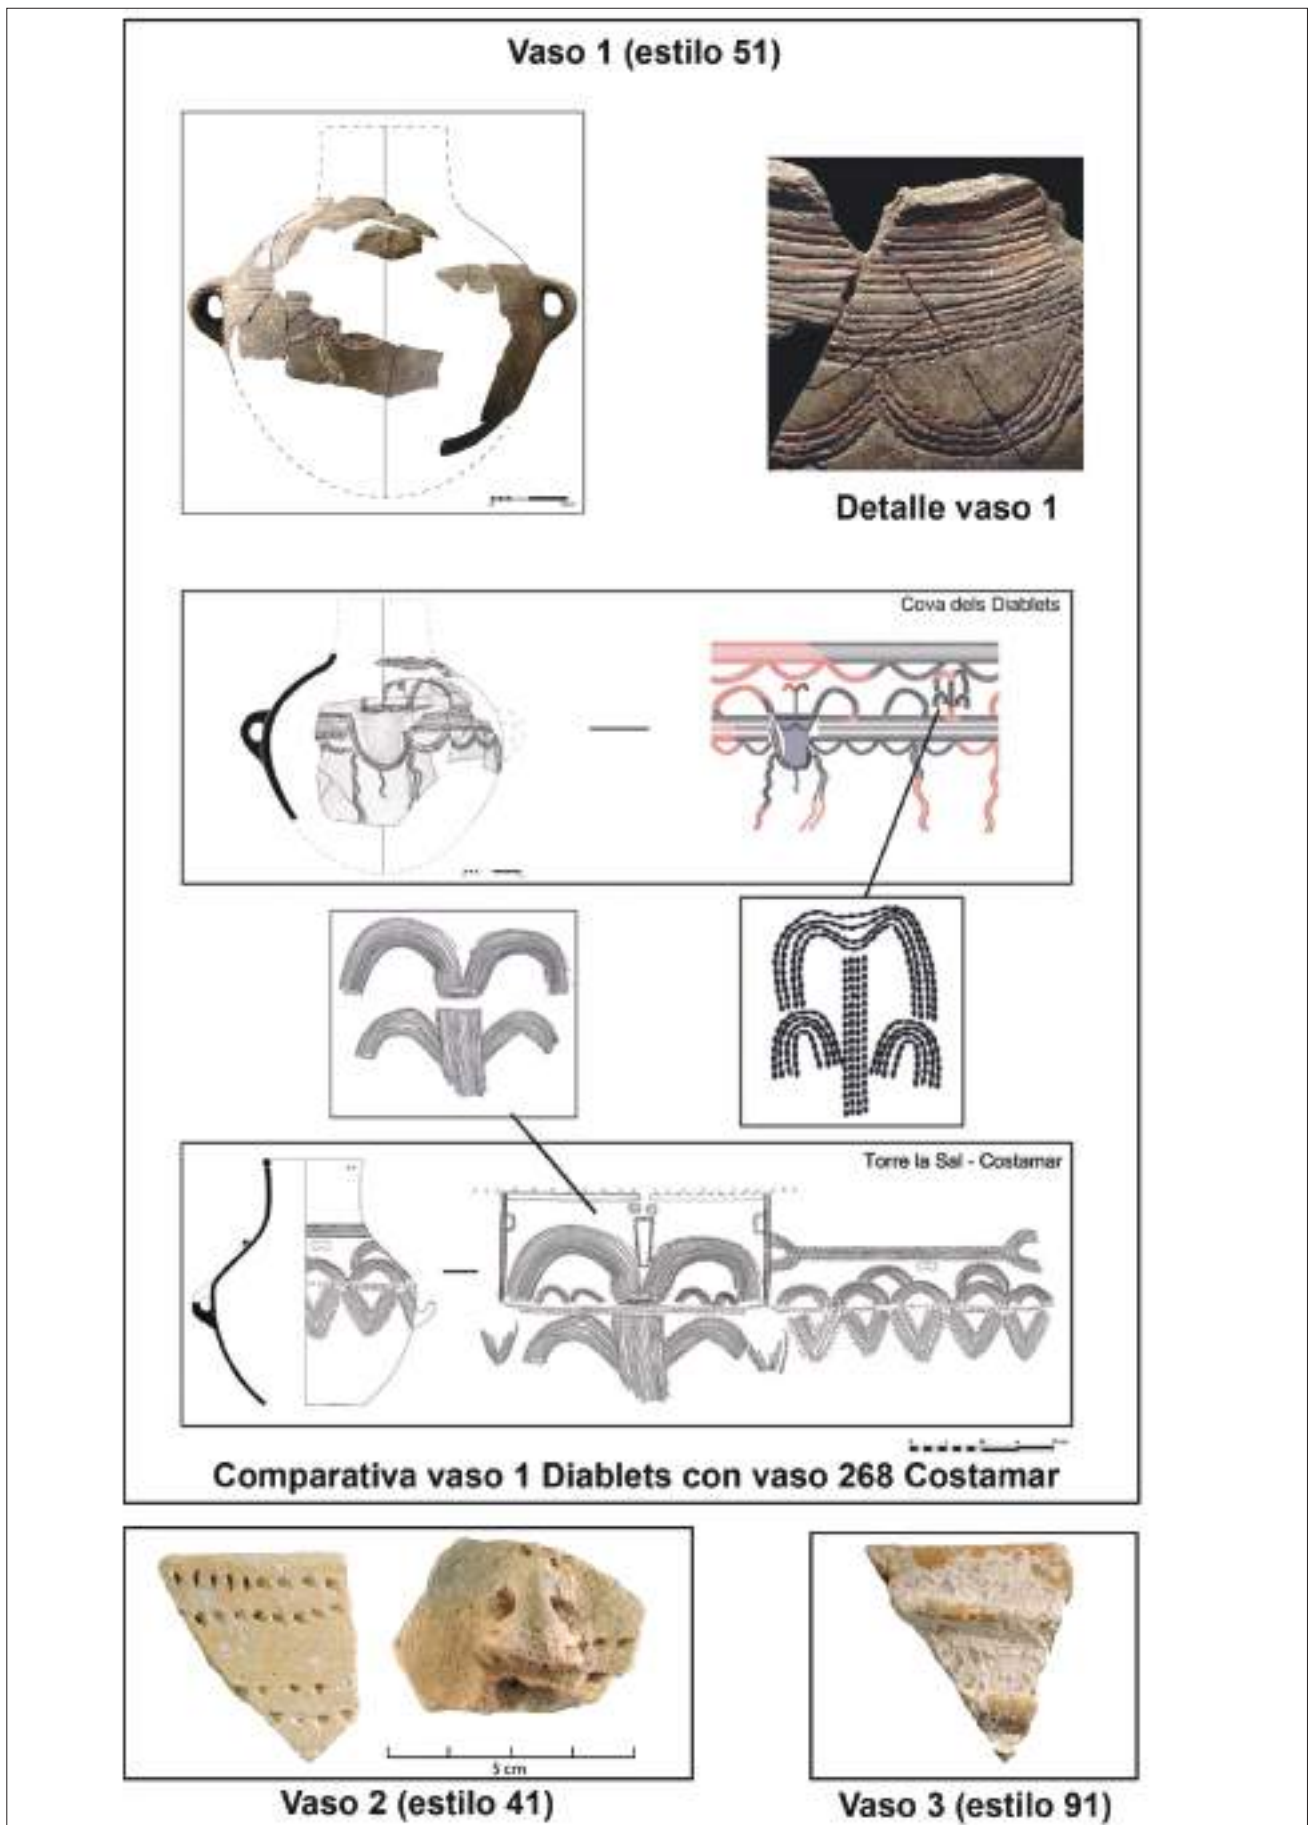 Vaso 1 (estilo 51)
Detalle vaso 1
Cova dels Diablets
Torre la Sal - Costamar
Comparativa vaso 1 Diablets con vaso 268 Costamar
5 cm
Vaso 2 (estilo 41)
Vaso 3 (estilo 91)